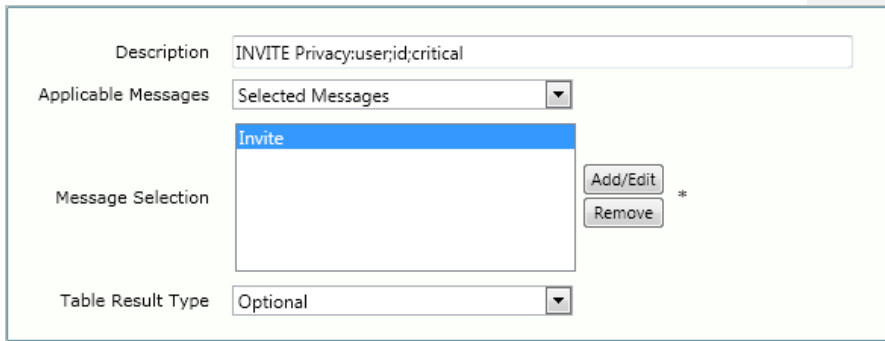 Description INVITE Privacy:user;id;critical
Applicable Messages Selected Messages
Invite
Message Selection Add/Edit *
Remove
Table Result Type Optional